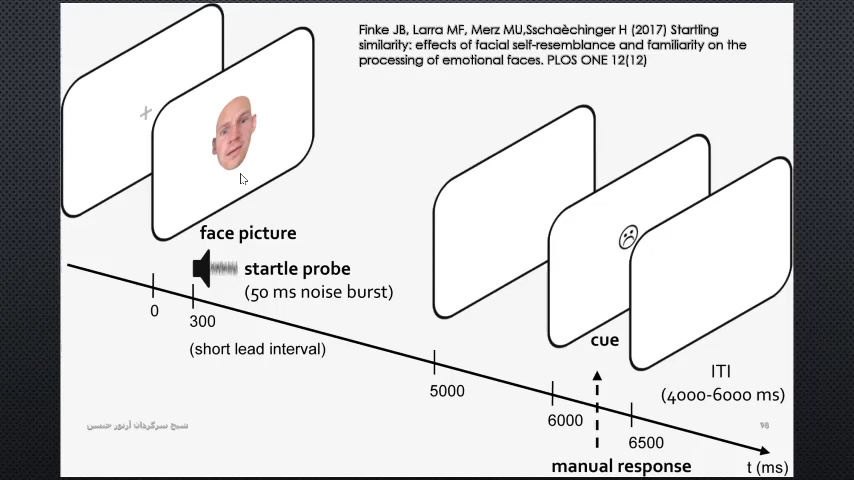 Finke JB, Larra MF, Merz MU,Sschaèchinger H (2017) Startling
similarity: effects of facial self-resemblance and familiarity on the
processing of emotional faces. PLOS ONE 12(12)
face picture
startle probe
(50 ms noise burst)
0
300
(short lead interval)
5000
cue
ITI
(4000-6000 ms)
6000
6500
manual response
t (ms)
98